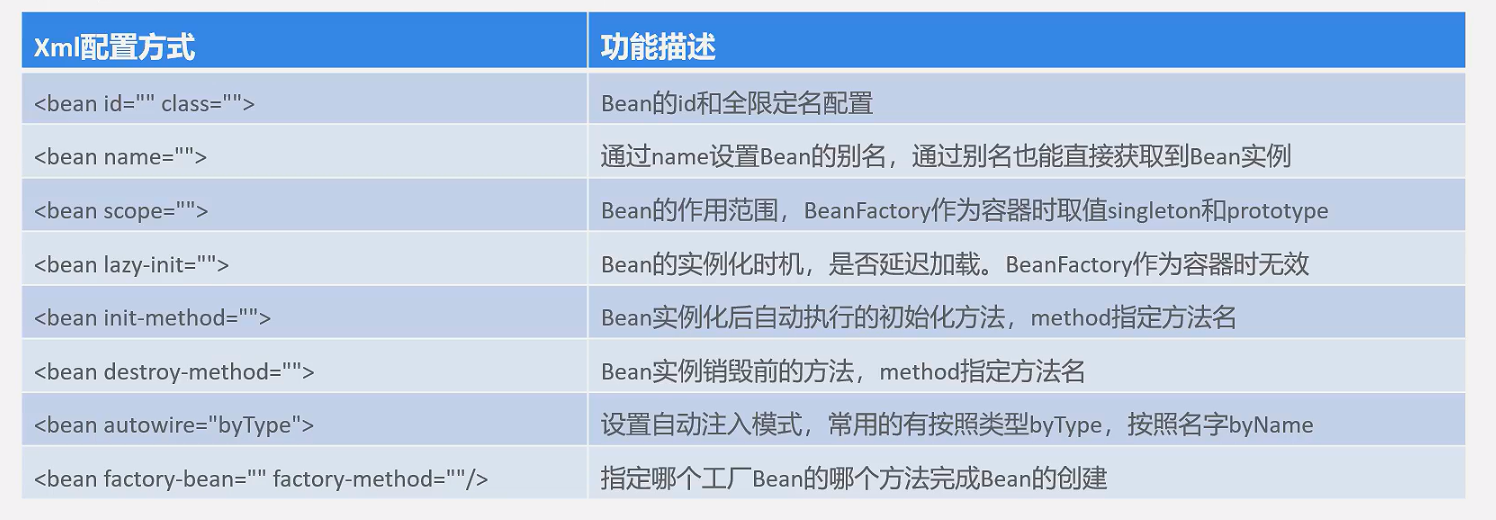 Xml配置方式 功能描述
<bean id="" class=""> Bean的id和全限定名配置
<bean name=""> 通过name设置Bean的别名，通过别名也能直接获取到Bean实例
<bean scope=""> Bean的作用范围，BeanFactory作为容器时取值singleton和prototype
<bean lazy-init=""> Bean的实例化时机，是否延迟加载。BeanFactory作为容器时无效
<bean init-method=""> Bean实例化后自动执行的初始化方法，method指定方法名
<bean destroy-method=""> Bean实例销毁前的方法，method指定方法名
<bean autowire="byType"> 设置自动注入模式，常用的有按照类型byType，按照名字byName
<bean factory-bean="" factory-method=""/> 指定哪个工厂Bean的哪个方法完成Bean的创建